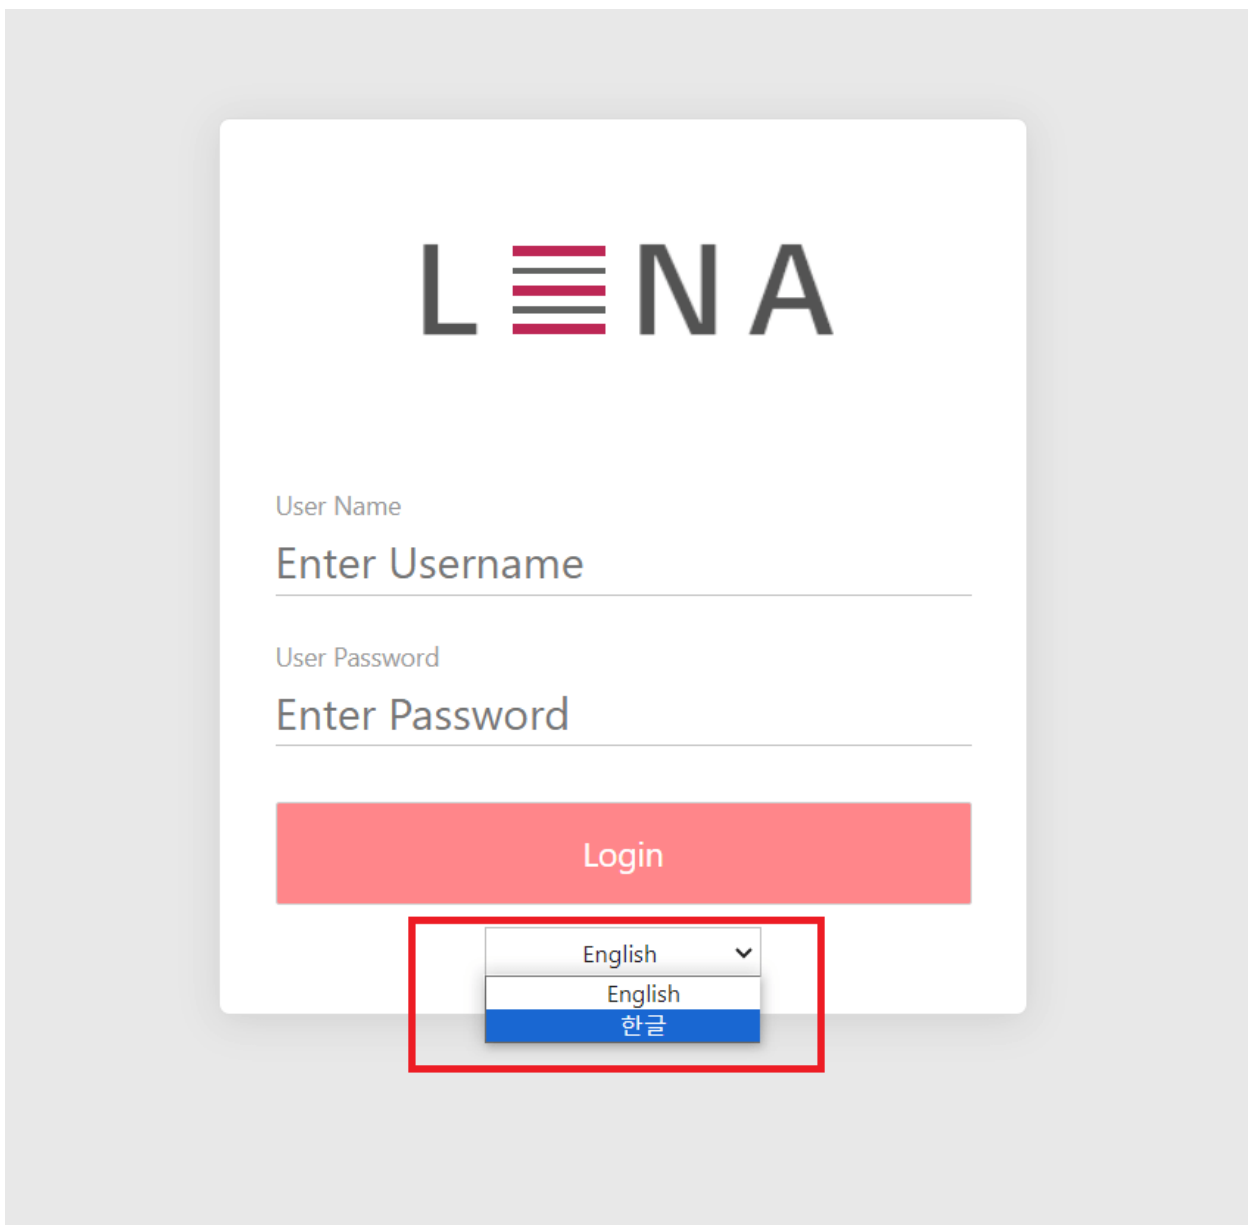 LENA
User Name
Enter Username
User Password
Enter Password
Login
English
English
한글